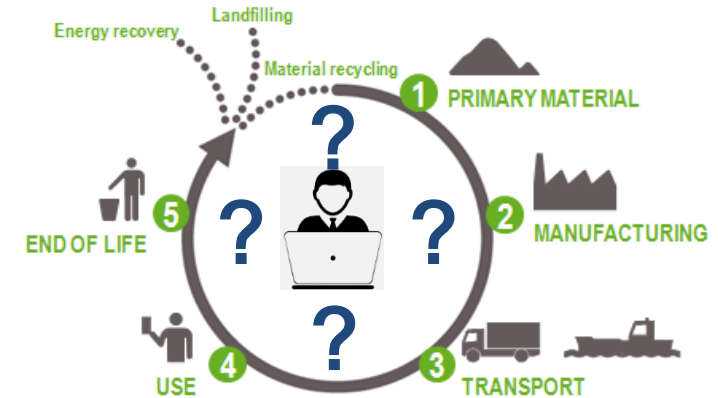 Landfilling
Energy recovery
Material recycling
1
PRIMARY MATERIAL
?
2
MANUFACTURING
?
?
5
END OF LIFE
?
3
TRANSPORT
4
USE